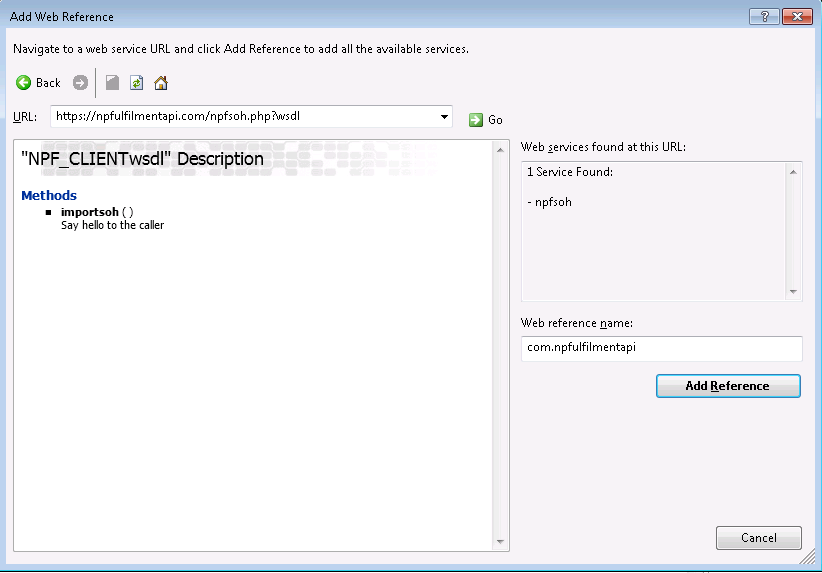 Add Web Reference
Navigate to a web service URL and click Add Reference to add all the available services.
Back
URL: https://npfulfilmentapi.com/npfsoh.php?wsdl Go
"NPF_CLIENTwsdl" Description
Methods
importsoh ( )
Say hello to the caller
Web services found at this URL:
1 Service Found:
- npfsoh
Web reference name:
com.npfulfilmentapi
Add Reference
Cancel